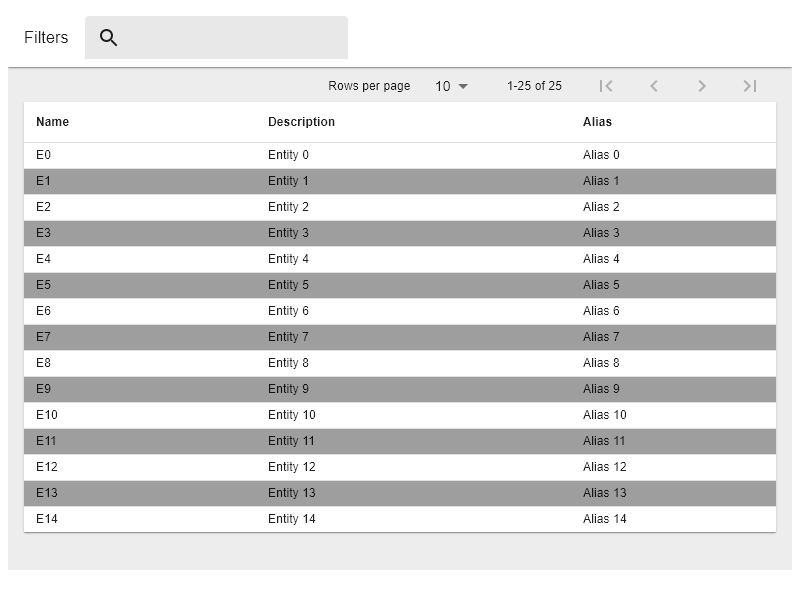 Filters
Rows per page 10 1-25 of 25
Name Description Alias
E0 Entity 0 Alias 0
E1 Entity 1 Alias 1
E2 Entity 2 Alias 2
E3 Entity 3 Alias 3
E4 Entity 4 Alias 4
E5 Entity 5 Alias 5
E6 Entity 6 Alias 6
E7 Entity 7 Alias 7
E8 Entity 8 Alias 8
E9 Entity 9 Alias 9
E10 Entity 10 Alias 10
E11 Entity 11 Alias 11
E12 Entity 12 Alias 12
E13 Entity 13 Alias 13
E14 Entity 14 Alias 14